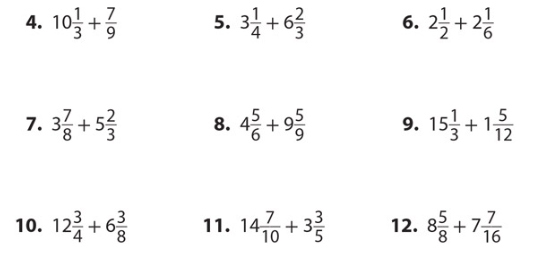 4. 10 1/3 + 7/9 5. 3 1/4 + 6 2/3 6. 2 1/2 + 2 1/6
7. 3 7/8 + 5 2/3 8. 4 5/6 + 9 5/9 9. 15 1/3 + 1 5/12
10. 12 3/4 + 6 3/8 11. 14 7/10 + 3 3/5 12. 8 5/8 + 7 7/16